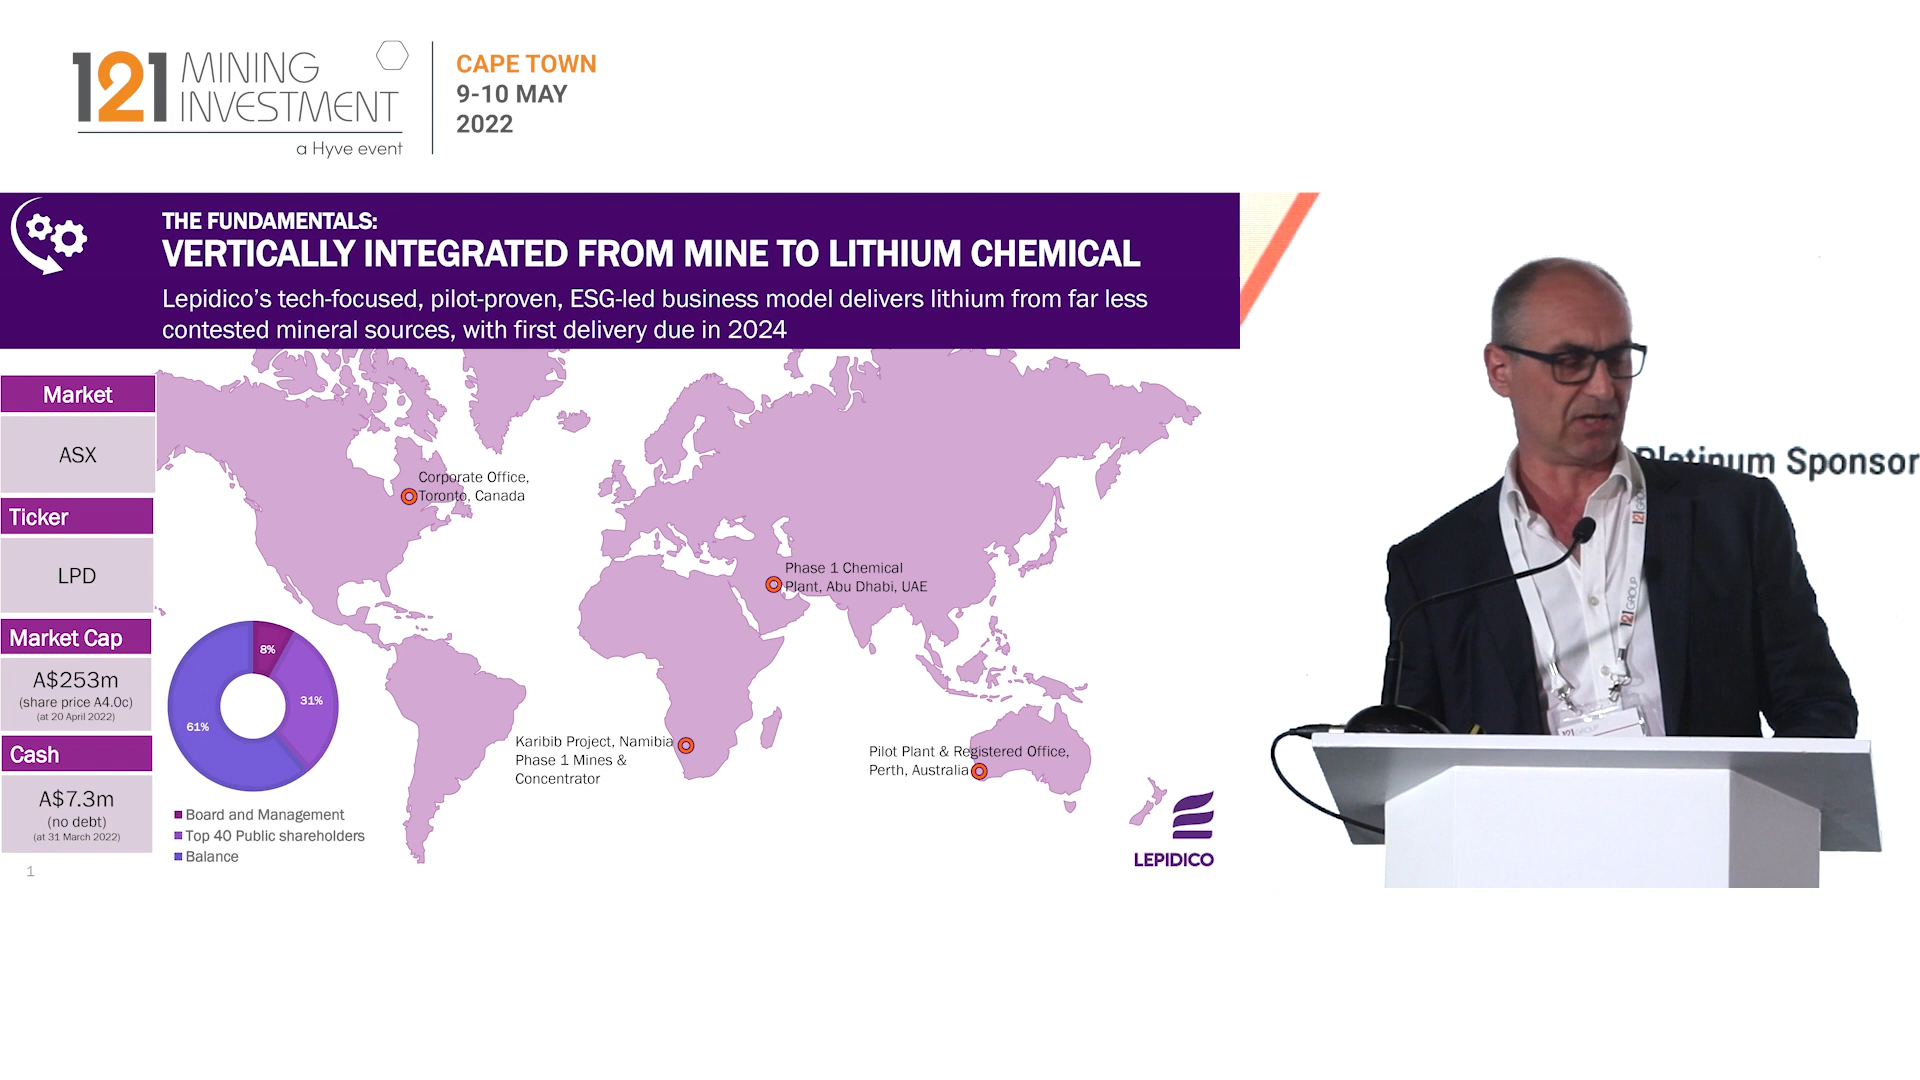 121 MINING
INVESTMENT
a Hyve event
CAPE TOWN
9-10 MAY
2022
THE FUNDAMENTALS:
VERTICALLY INTEGRATED FROM MINE TO LITHIUM CHEMICAL
Lepidico's tech-focused, pilot-proven, ESG-led business model delivers lithium from far less
contested mineral sources, with first delivery due in 2024
Market
ASX
Ticker
LPD
Market Cap
A$253m
(share price A4.0c)
(at 20 April 2022)
Cash
A$7.3m
(no debt)
(at 31 March 2022)
1
8%
31%
61%
Board and Management
Top 40 Public shareholders
Balance
Corporate Office,
Toronto, Canada
Phase 1 Chemical
Plant, Abu Dhabi, UAE
Karibib Project, Namibia
Phase 1 Mines &
Concentrator
Pilot Plant & Registered Office,
Perth, Australia
LEPIDICO
Platinum Sponsor
121 GROUP
121 GROUP
121